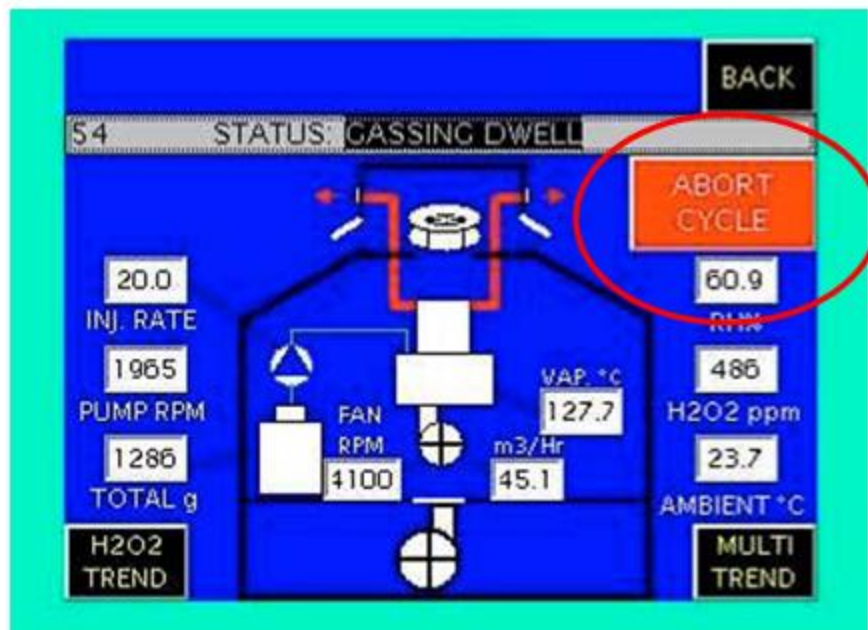 BACK
54 STATUS: GASSING DWELL
ABORT
CYCLE
20.0
INJ. RATE
60.9
RH%
1965
PUMP RPM
VAP. °C
127.7
486
H2O2 ppm
1286
TOTAL g
FAN
RPM
4100
m3/Hr
45.1
23.7
AMBIENT °C
H2O2
TREND
MULTI
TREND